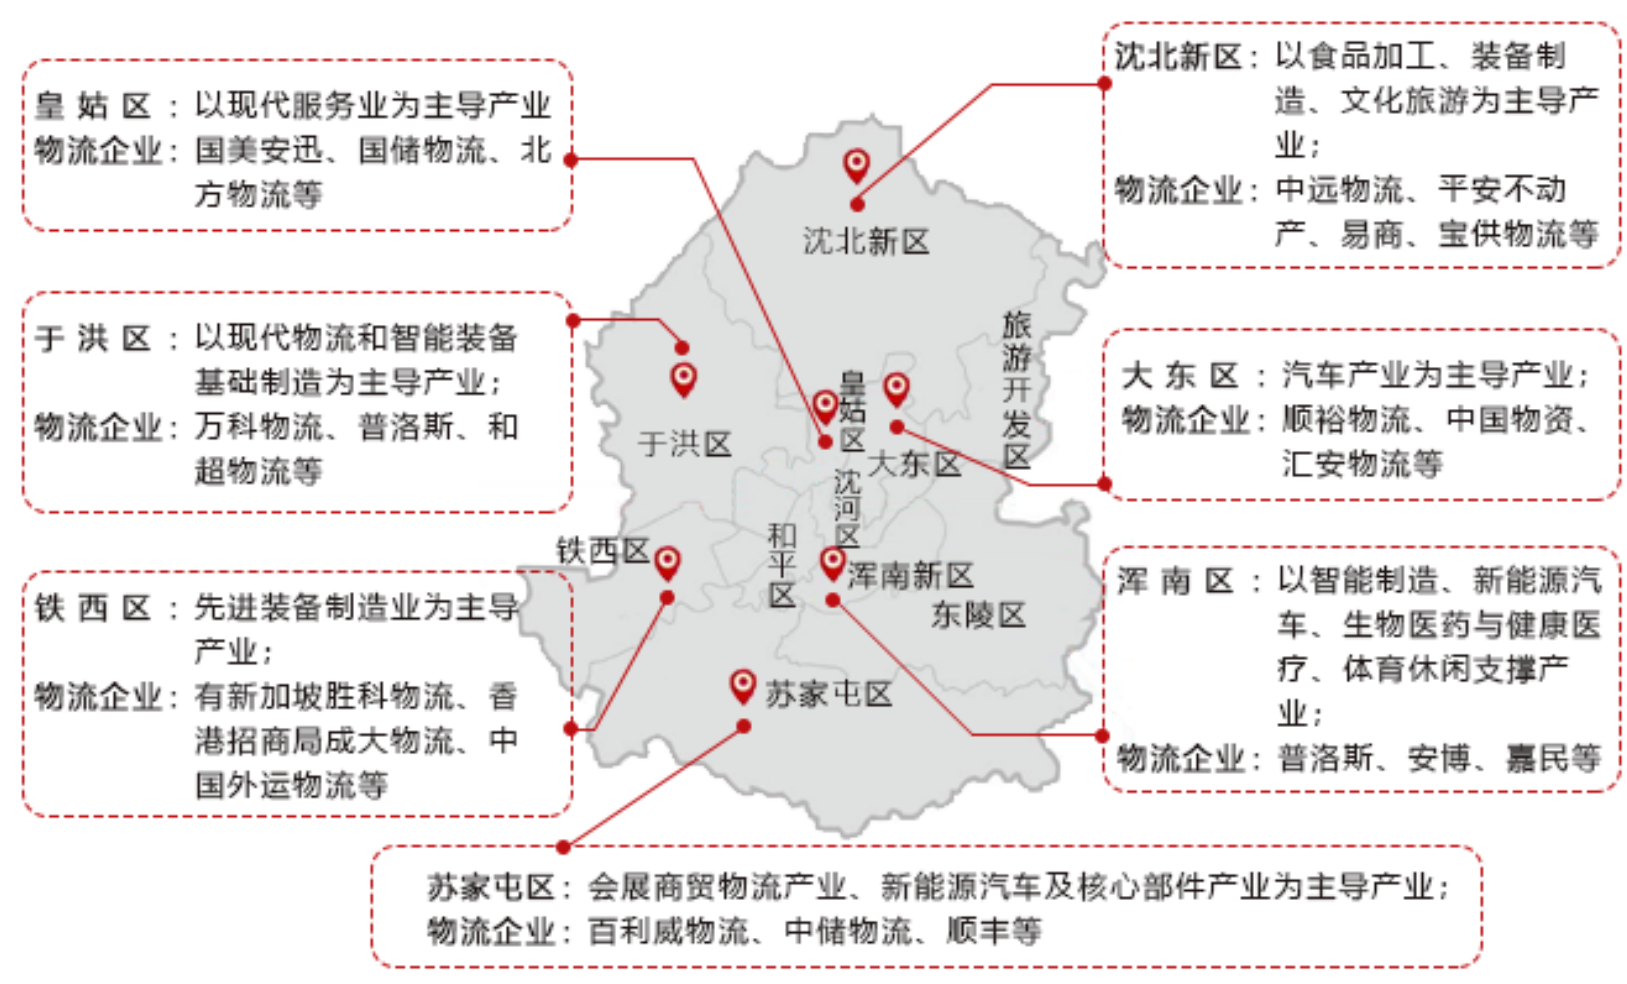 皇姑区：以现代服务业为主导产业
物流企业：国美安迅、国储物流、北
方物流等
于洪区：以现代物流和智能装备
基础制造为主导产业；
物流企业：万科物流、普洛斯、和
超物流等
铁西区：先进装备制造业为主导
产业；
物流企业：有新加坡胜科物流、香
港招商局成大物流、中
国外运物流等
沈北新区：以食品加工、装备制
造、文化旅游为主导产
业；
物流企业：中远物流、平安不动
产、易商、宝供物流等
大东区：汽车产业为主导产业；
物流企业：顺裕物流、中国物资、
汇安物流等
浑南区：以智能制造、新能源汽
车、生物医药与健康医
疗、体育休闲支撑产
业；
物流企业：普洛斯、安博、嘉民等
苏家屯区：会展商贸物流产业、新能源汽车及核心部件产业为主导产业；
物流企业：百利威物流、中储物流、顺丰等
沈北新区
旅游开发区
皇姑区
于洪区
大东区
沈河区
和平区
铁西区
浑南新区
东陵区
苏家屯区